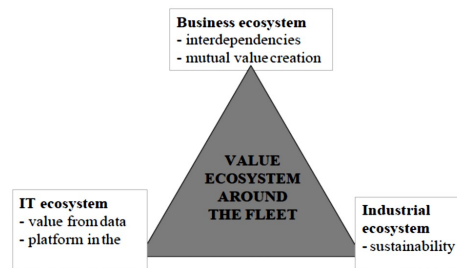 Business ecosystem
- interdependencies
- mutual value creation
VALUE
ECOSYSTEM
AROUND
THE FLEET
IT ecosystem
- value from data
- platform in the
Industrial
ecosystem
- sustainability